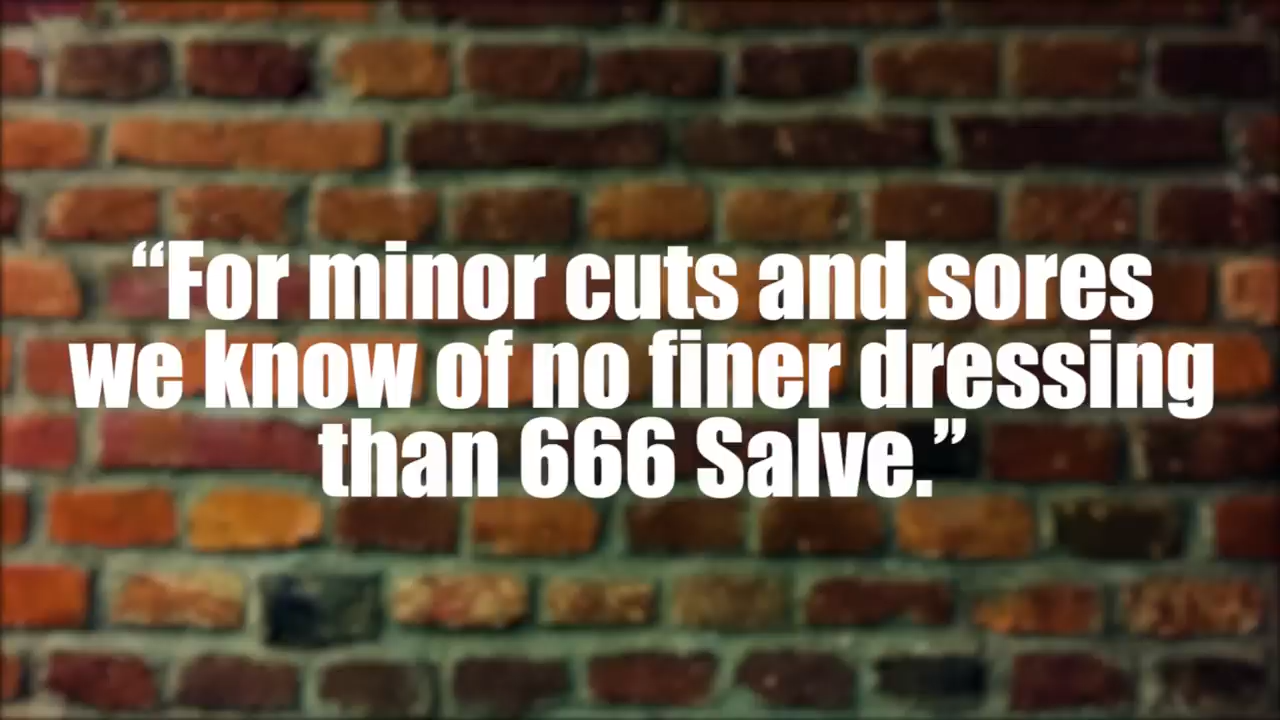 “For minor cuts and sores
we know of no finer dressing
than 666 Salve.”